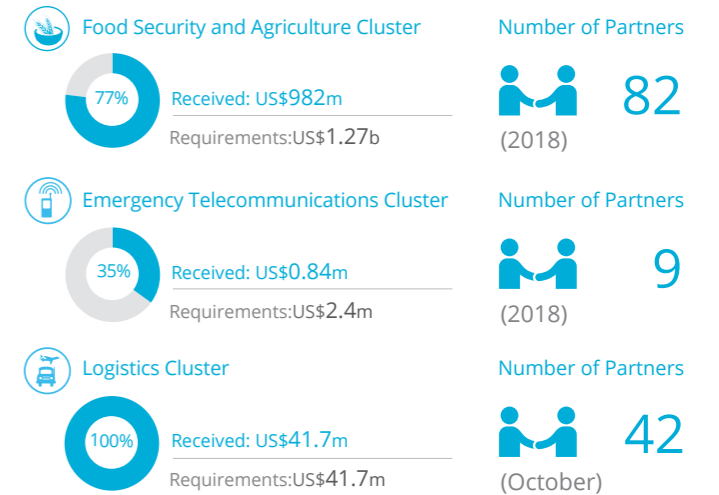 Food Security and Agriculture Cluster
Number of Partners
77%
Received: US$982m
Requirements:US$1.27b
82
(2018)
Emergency Telecommunications Cluster
Number of Partners
35%
Received: US$0.84m
Requirements:US$2.4m
9
(2018)
Logistics Cluster
Number of Partners
100%
Received: US$41.7m
Requirements:US$41.7m
42
(October)